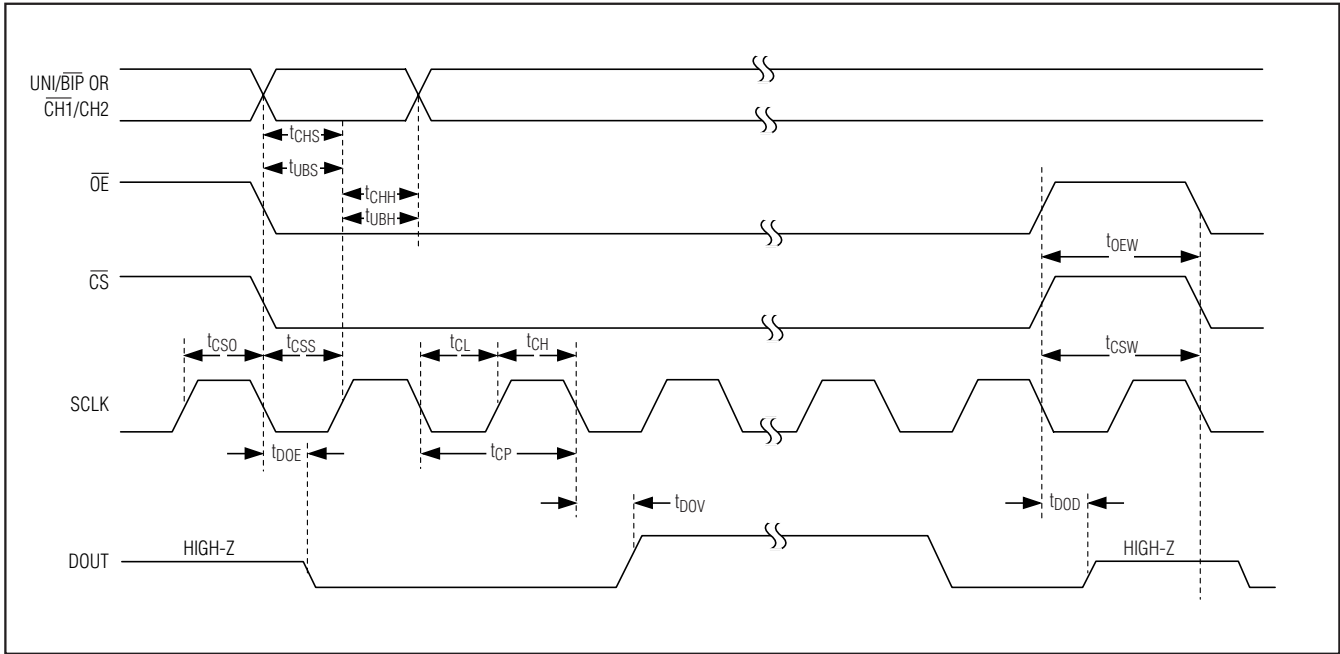 UNI/BIP OR
CH1/CH2
tCHS
tUBS
tCHH
tUBH
OE
tOEW
CS
tCSO
tCSS
tCL
tCH
tCSW
SCLK
tDOE
tCP
tDOV
tDOD
DOUT
HIGH-Z
HIGH-Z